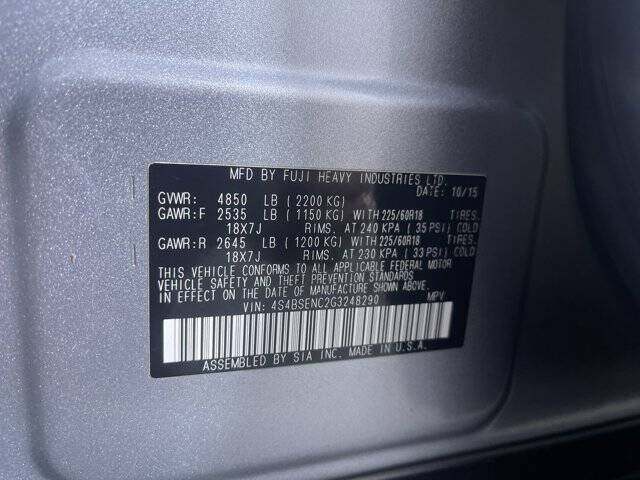 MFD BY FUJI HEAVY INDUSTRIES LTD.
DATE: 10/15
GVWR: 4850 LB ( 2200 KG)
GAWR:F 2535 LB ( 1150 KG) WITH 225/60R18 TIRES.
18X7J RIMS. AT 240 KPA ( 35 PSI) COLD
GAWR:R 2645 LB ( 1200 KG) WITH 225/60R18 TIRES.
18X7J RIMS. AT 230 KPA ( 33 PSI) COLD
THIS VEHICLE CONFORMS TO ALL APPLICABLE FEDERAL MOTOR
VEHICLE SAFETY AND THEFT PREVENTION STANDARDS IN EFFECT
ON THE DATE OF MANUFACTURE SHOWN ABOVE.
VIN: 4S4BSENC2G3248290 MPV
ASSEMBLED BY SIA INC. MADE IN U.S.A.